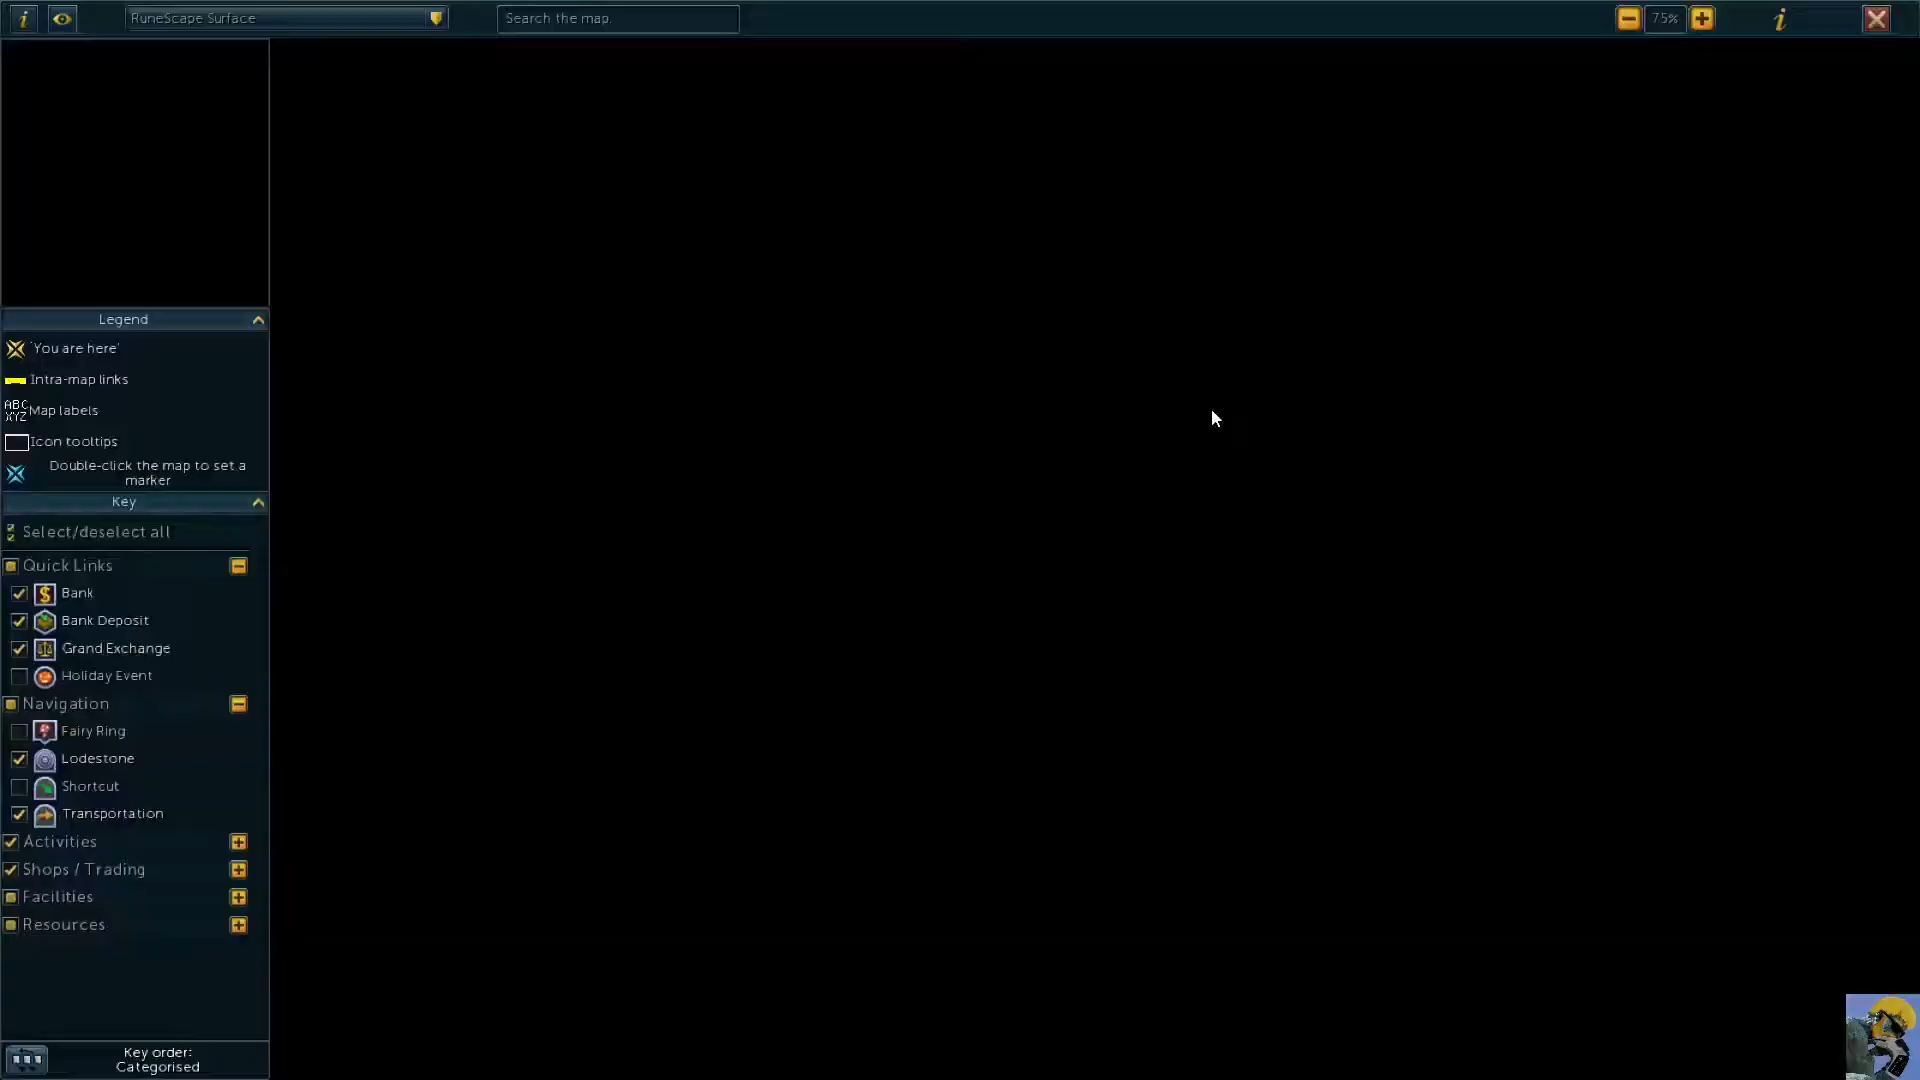 RuneScape Surface
Search the map.
75%
Legend
'You are here'
Intra-map links
ABC
XYZ
Map labels
Icon tooltips
Double-click the map to set a
marker
Key
Select/deselect all
Quick Links
Bank
Bank Deposit
Grand Exchange
Holiday Event
Navigation
Fairy Ring
Lodestone
Shortcut
Transportation
Activities
Shops / Trading
Facilities
Resources
Key order:
Categorised